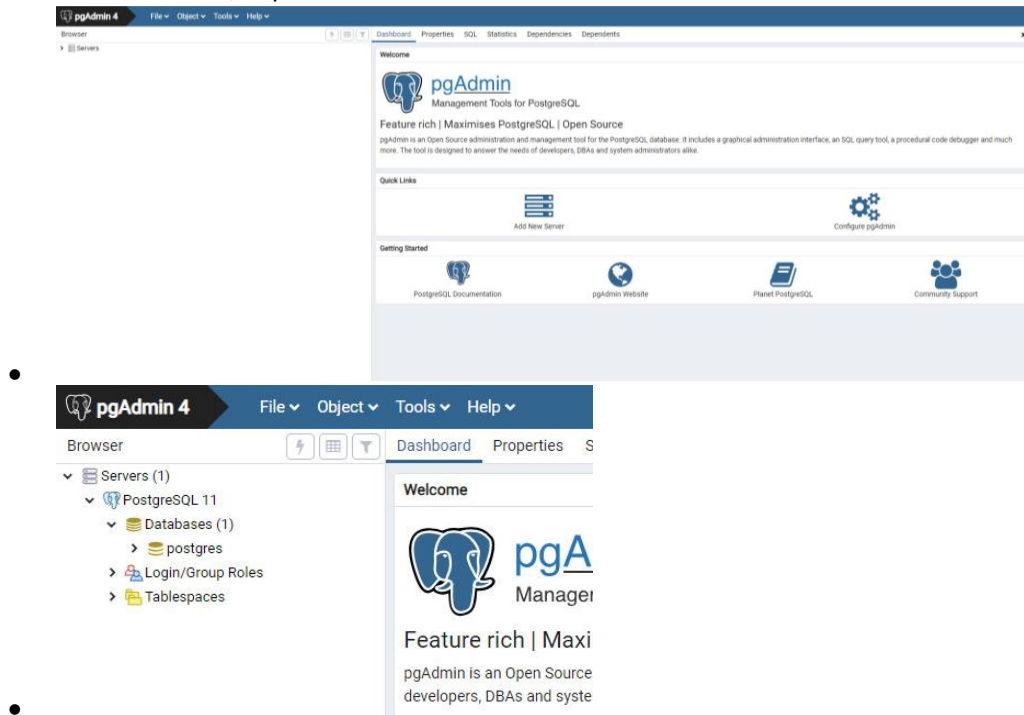 pgAdmin 4 File Object Tools Help
Browser Dashboard Properties SQL Statistics Dependencies Dependents
Servers
Welcome
pgAdmin
Management Tools for PostgreSQL
Feature rich | Maximises PostgreSQL | Open Source
pgAdmin is an Open Source administration and management tool for the PostgreSQL database. It includes a graphical administration interface, an SQL query tool, a procedural code debugger and much
more. The tool is designed to answer the needs of developers, DBAs and system administrators alike.
Quick Links
Add New Server Configure pgAdmin
Getting Started
PostgreSQL Documentation pgAdmin Website Planet PostgreSQL Community Support
pgAdmin 4 File Object Tools Help
Browser Dashboard Properties S
Servers (1)
PostgreSQL 11
Databases (1)
postgres
Login/Group Roles
Tablespaces
Welcome
pgA
Manager
Feature rich | Maxi
pgAdmin is an Open Source
developers, DBAs and syste